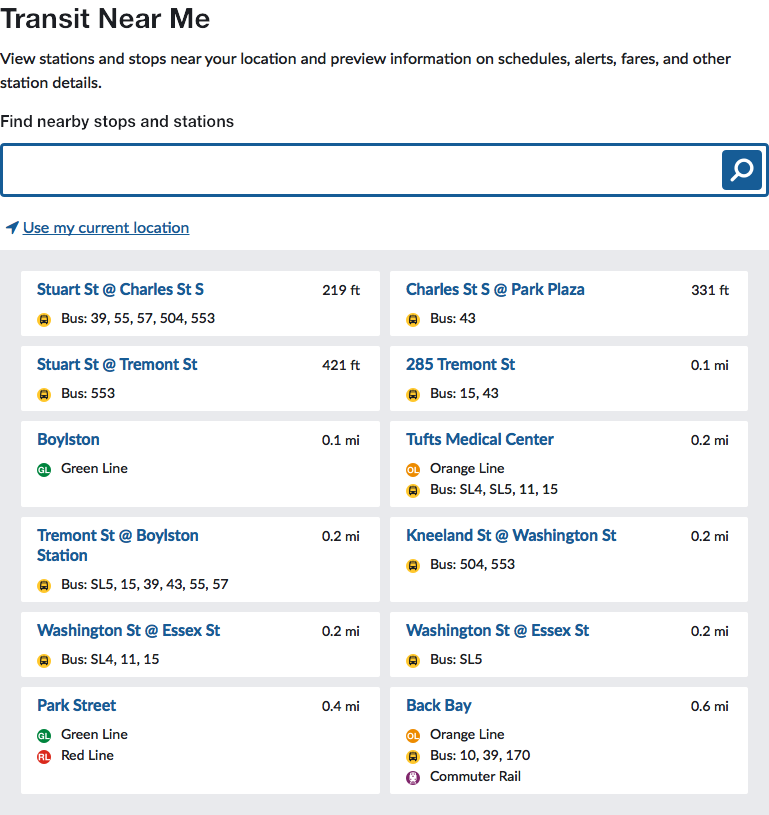 Transit Near Me
View stations and stops near your location and preview information on schedules, alerts, fares, and other
station details.
Find nearby stops and stations
Use my current location
Stuart St @ Charles St S 219 ft
Bus: 39, 55, 57, 504, 553
Charles St S @ Park Plaza 331 ft
Bus: 43
Stuart St @ Tremont St 421 ft
Bus: 553
285 Tremont St 0.1 mi
Bus: 15, 43
Boylston 0.1 mi
GL Green Line
Tufts Medical Center 0.2 mi
OL Orange Line
Bus: SL4, SL5, 11, 15
Tremont St @ Boylston 0.2 mi
Station
Bus: SL5, 15, 39, 43, 55, 57
Kneeland St @ Washington St 0.2 mi
Bus: 504, 553
Washington St @ Essex St 0.2 mi
Bus: SL4, 11, 15
Washington St @ Essex St 0.2 mi
Bus: SL5
Park Street 0.4 mi
GL Green Line
RL Red Line
Back Bay 0.6 mi
OL Orange Line
Bus: 10, 39, 170
Commuter Rail